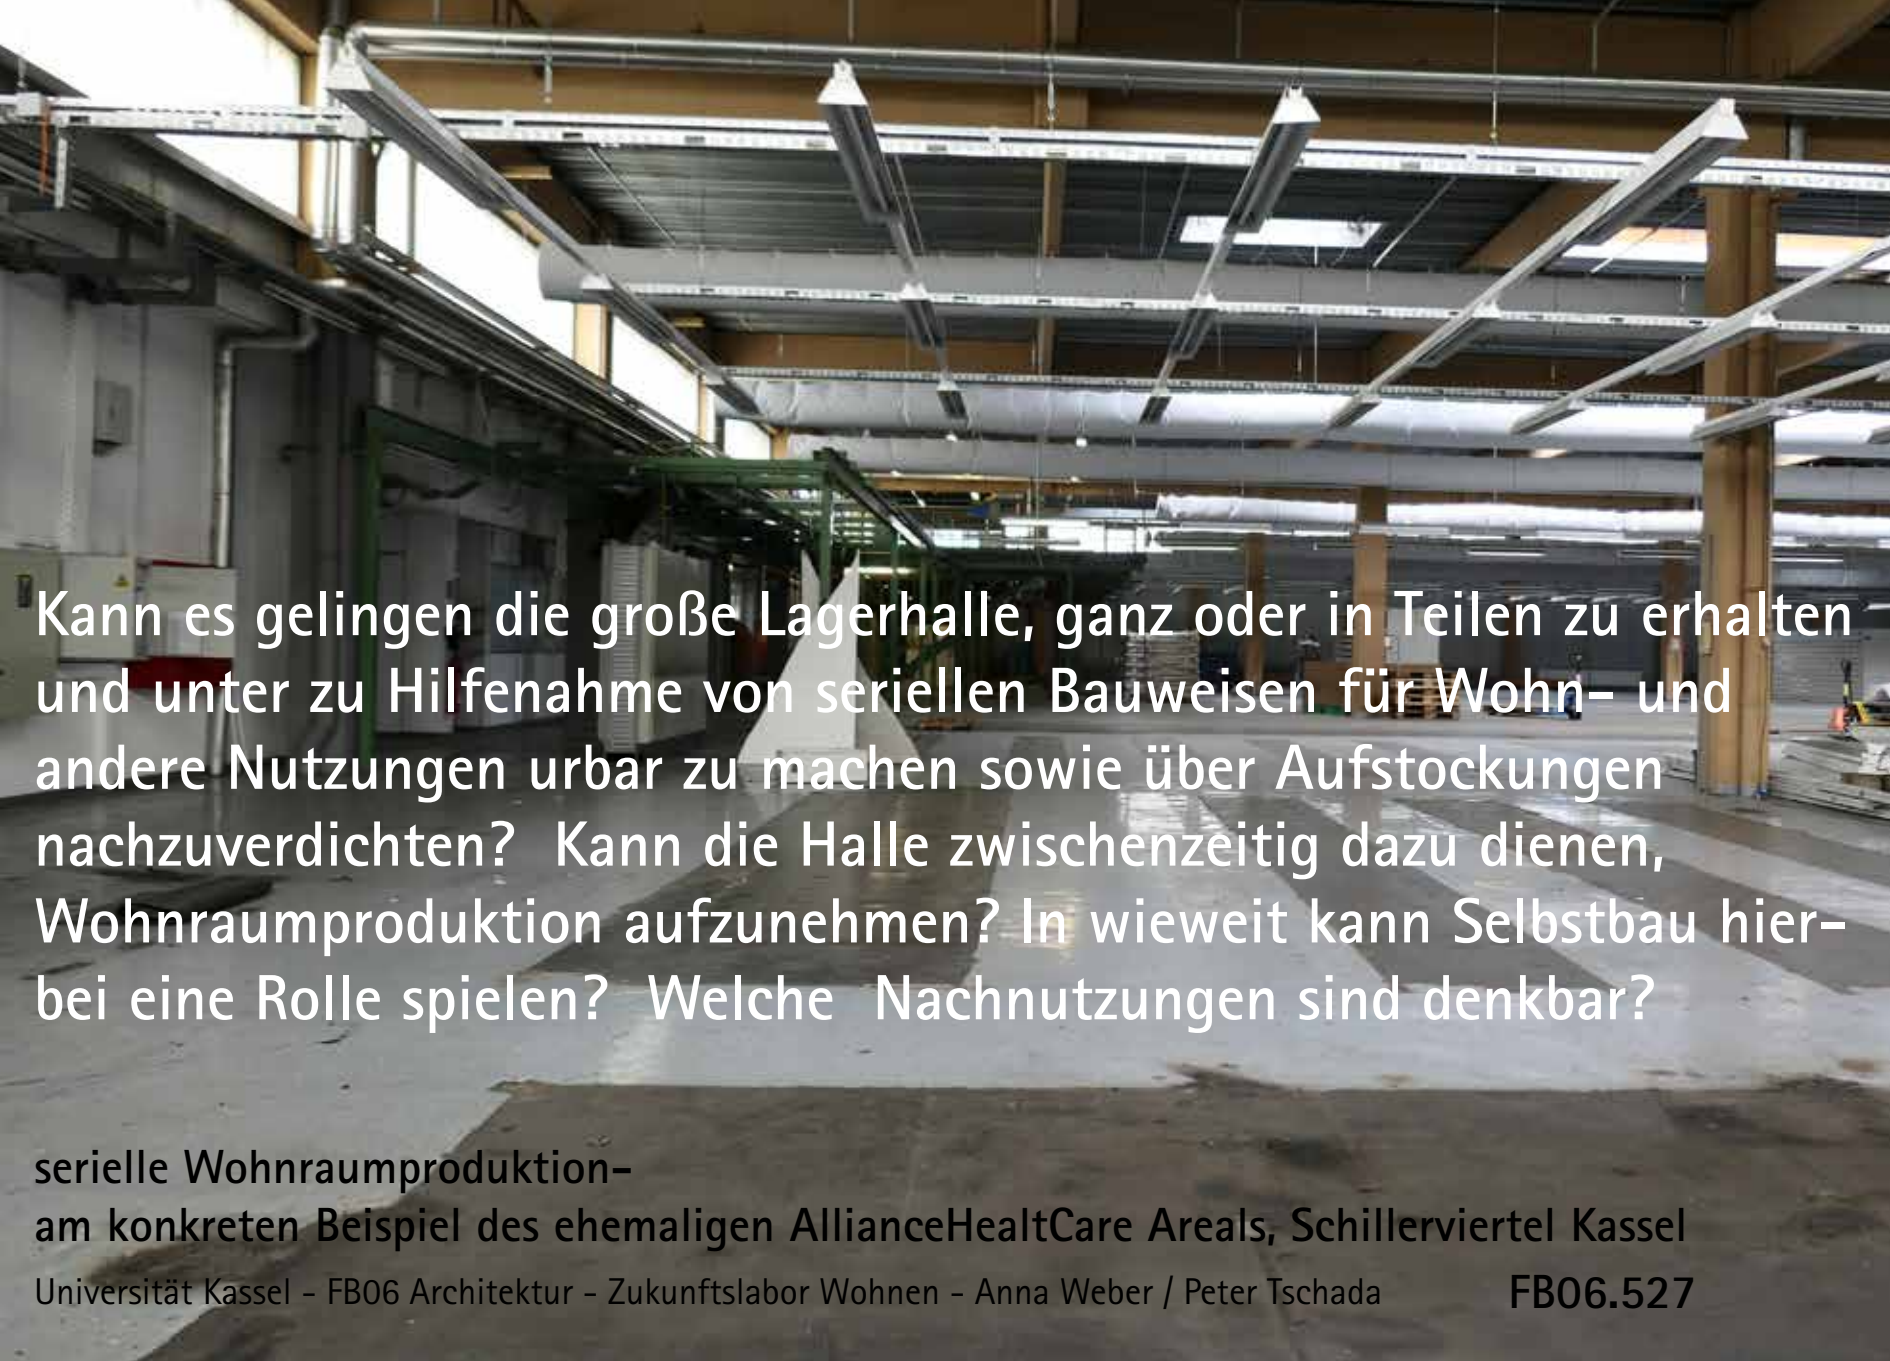 Kann es gelingen die große Lagerhalle, ganz oder in Teilen zu erhalten
und unter zu Hilfenahme von seriellen Bauweisen für Wohn- und
andere Nutzungen urbar zu machen sowie über Aufstockungen
nachzuverdichten? Kann die Halle zwischenzeitig dazu dienen,
Wohnraumproduktion aufzunehmen? In wieweit kann Selbstbau hier-
bei eine Rolle spielen? Welche Nachnutzungen sind denkbar?
serielle Wohnraumproduktion-
am konkreten Beispiel des ehemaligen AllianceHealtCare Areals, Schillerviertel Kassel
Universität Kassel - FB06 Architektur - Zukunftslabor Wohnen - Anna Weber / Peter Tschada FB06.527